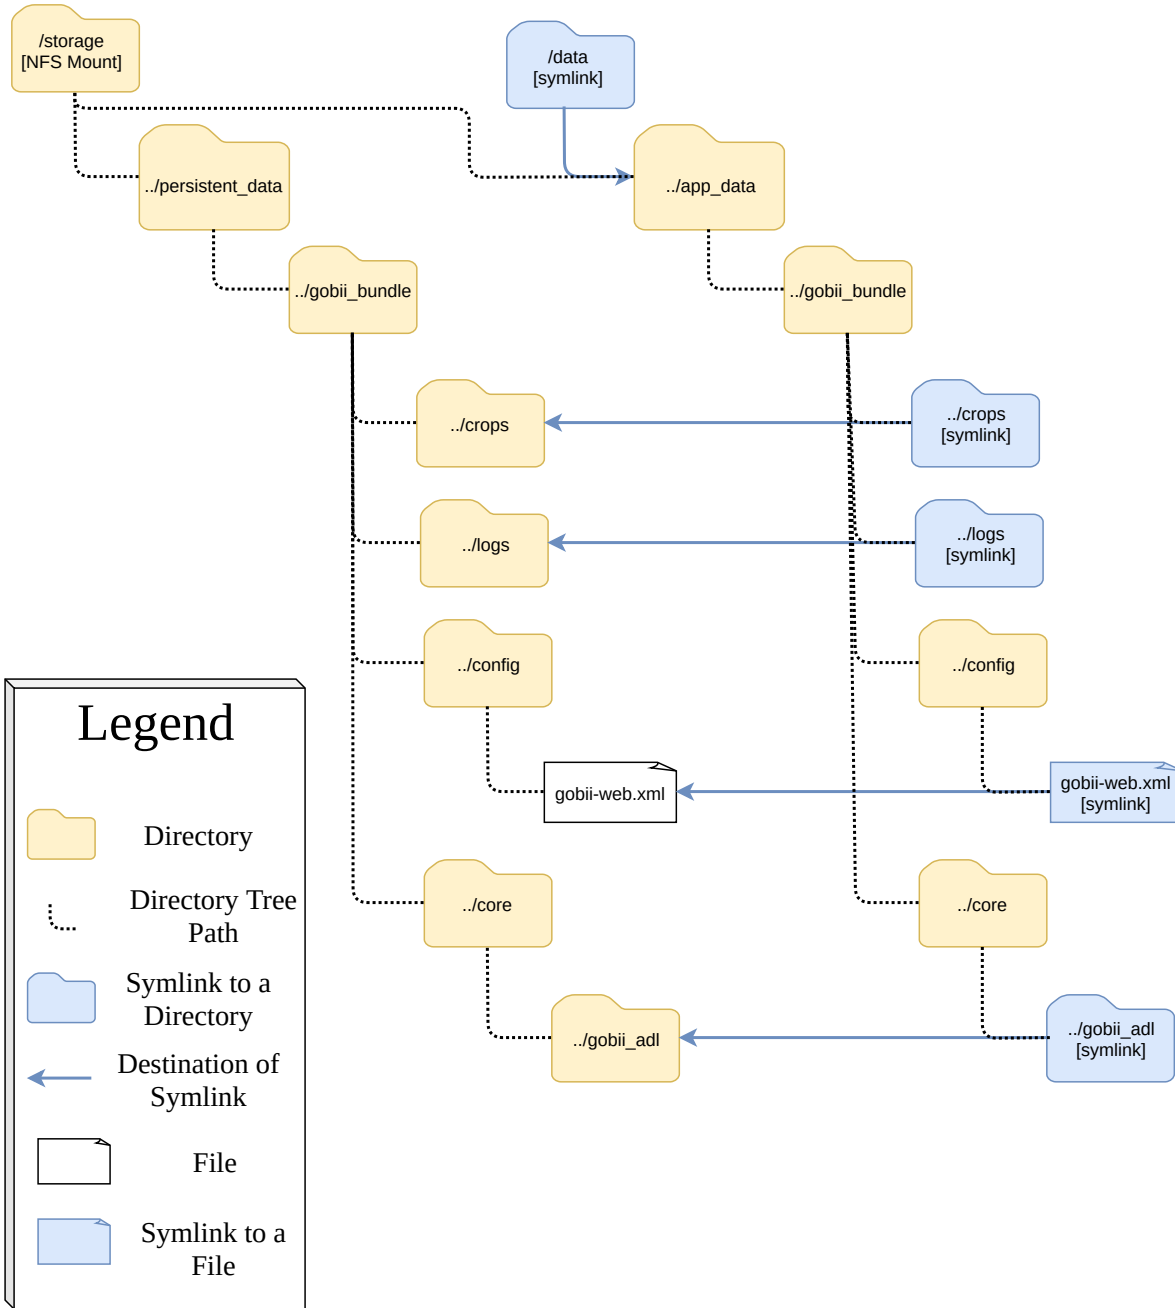 /storage
[NFS Mount]
/data
[symlink]
../persistent_data
../app_data
../gobii_bundle
../gobii_bundle
../crops
../crops
[symlink]
../logs
../logs
[symlink]
../config
../config
gobii-web.xml
gobii-web.xml
[symlink]
../core
../core
../gobii_adl
../gobii_adl
[symlink]
Legend
Directory
Directory Tree
Path
Symlink to a
Directory
Destination of
Symlink
File
Symlink to a
File